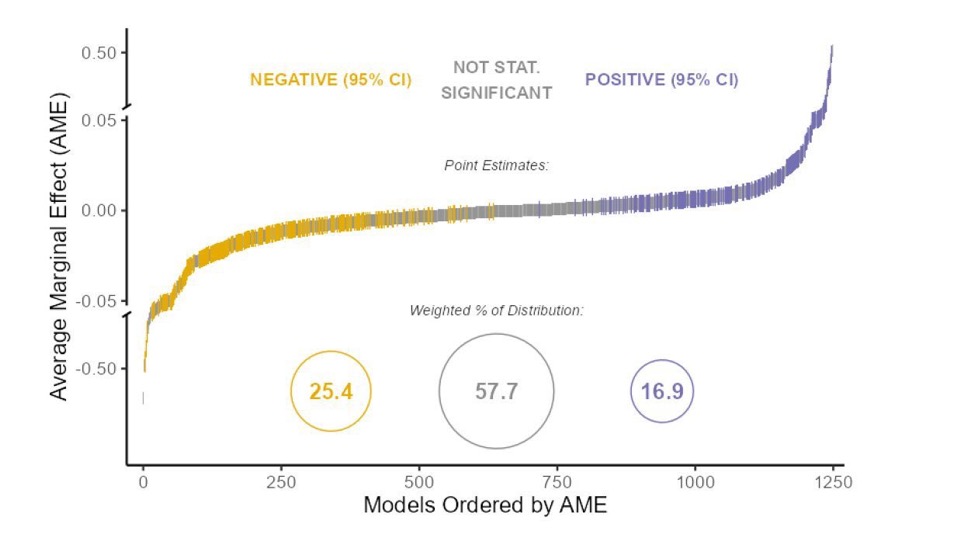 0.50
NEGATIVE (95% CI)
NOT STAT.
SIGNIFICANT
POSITIVE (95% CI)
0.05
Point Estimates:
0.00
Average Marginal Effect (AME)
-0.05
Weighted % of Distribution:
-0.50
25.4
57.7
16.9
0
250
500
750
1000
1250
Models Ordered by AME